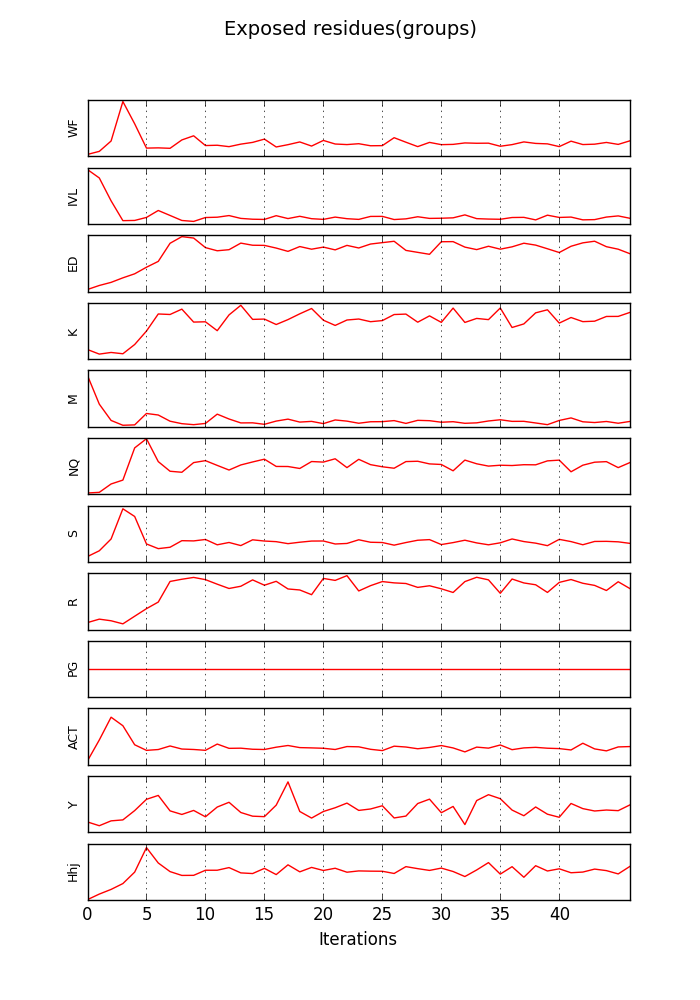 Exposed residues(groups)
WF
IVL
ED
K
M
NQ
S
R
PG
ACT
Y
Hhj
0 5 10 15 20 25 30 35 40
Iterations